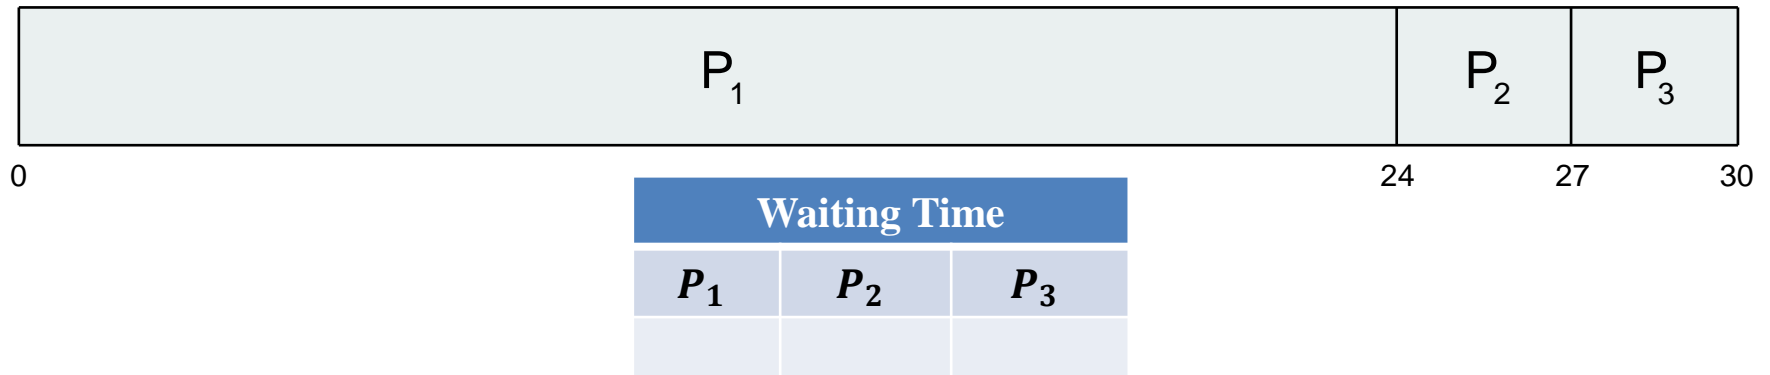 P₁ P₂ P₃
0 24 27 30
Waiting Time
P₁ P₂ P₃